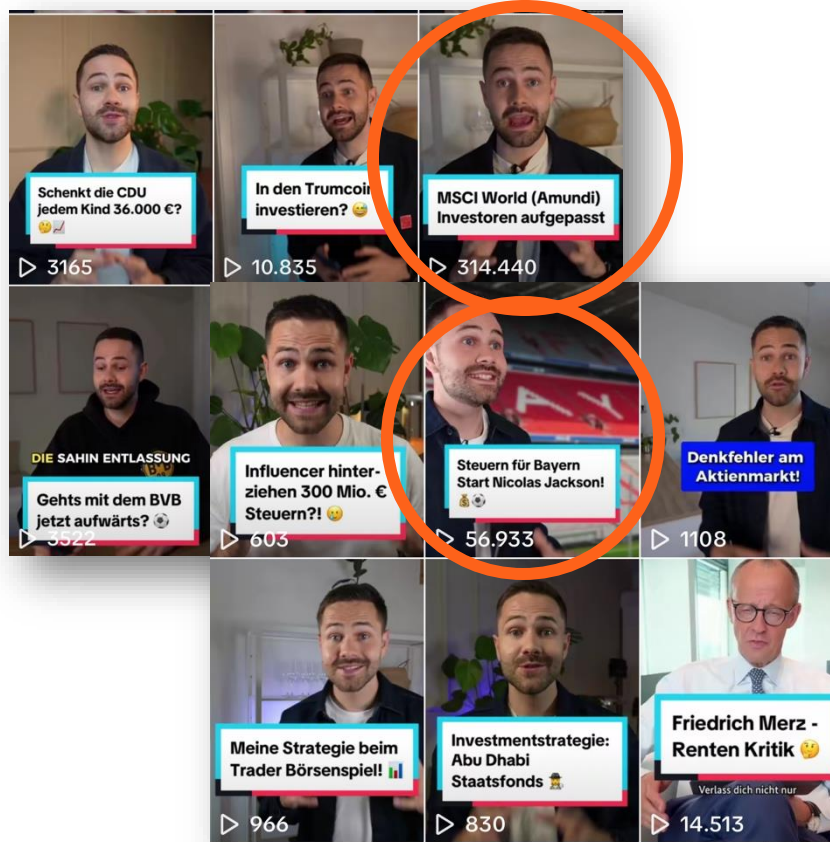 Schenkt die CDU
jedem Kind 36.000 €?
🤔📈
3165
In den Trumcoin
investieren? 😅
10.835
MSCI World (Amundi)
Investoren aufgepasst
314.440
DIE SAHIN ENTLASSUNG
Gehts mit dem BVB
jetzt aufwärts? ⚽
3522
Influencer hinter-
ziehen 300 Mio. €
Steuern?! 🥲
603
A Y
Steuern für Bayern
Start Nicolas Jackson!
💰⚽
56.933
Denkfehler am
Aktienmarkt!
1108
Meine Strategie beim
Trader Börsenspiel! 📊
966
Investmentstrategie:
Abu Dhabi
Staatsfonds 🕵️
830
Friedrich Merz -
Renten Kritik 🤔
Verlass dich nicht nur
14.513